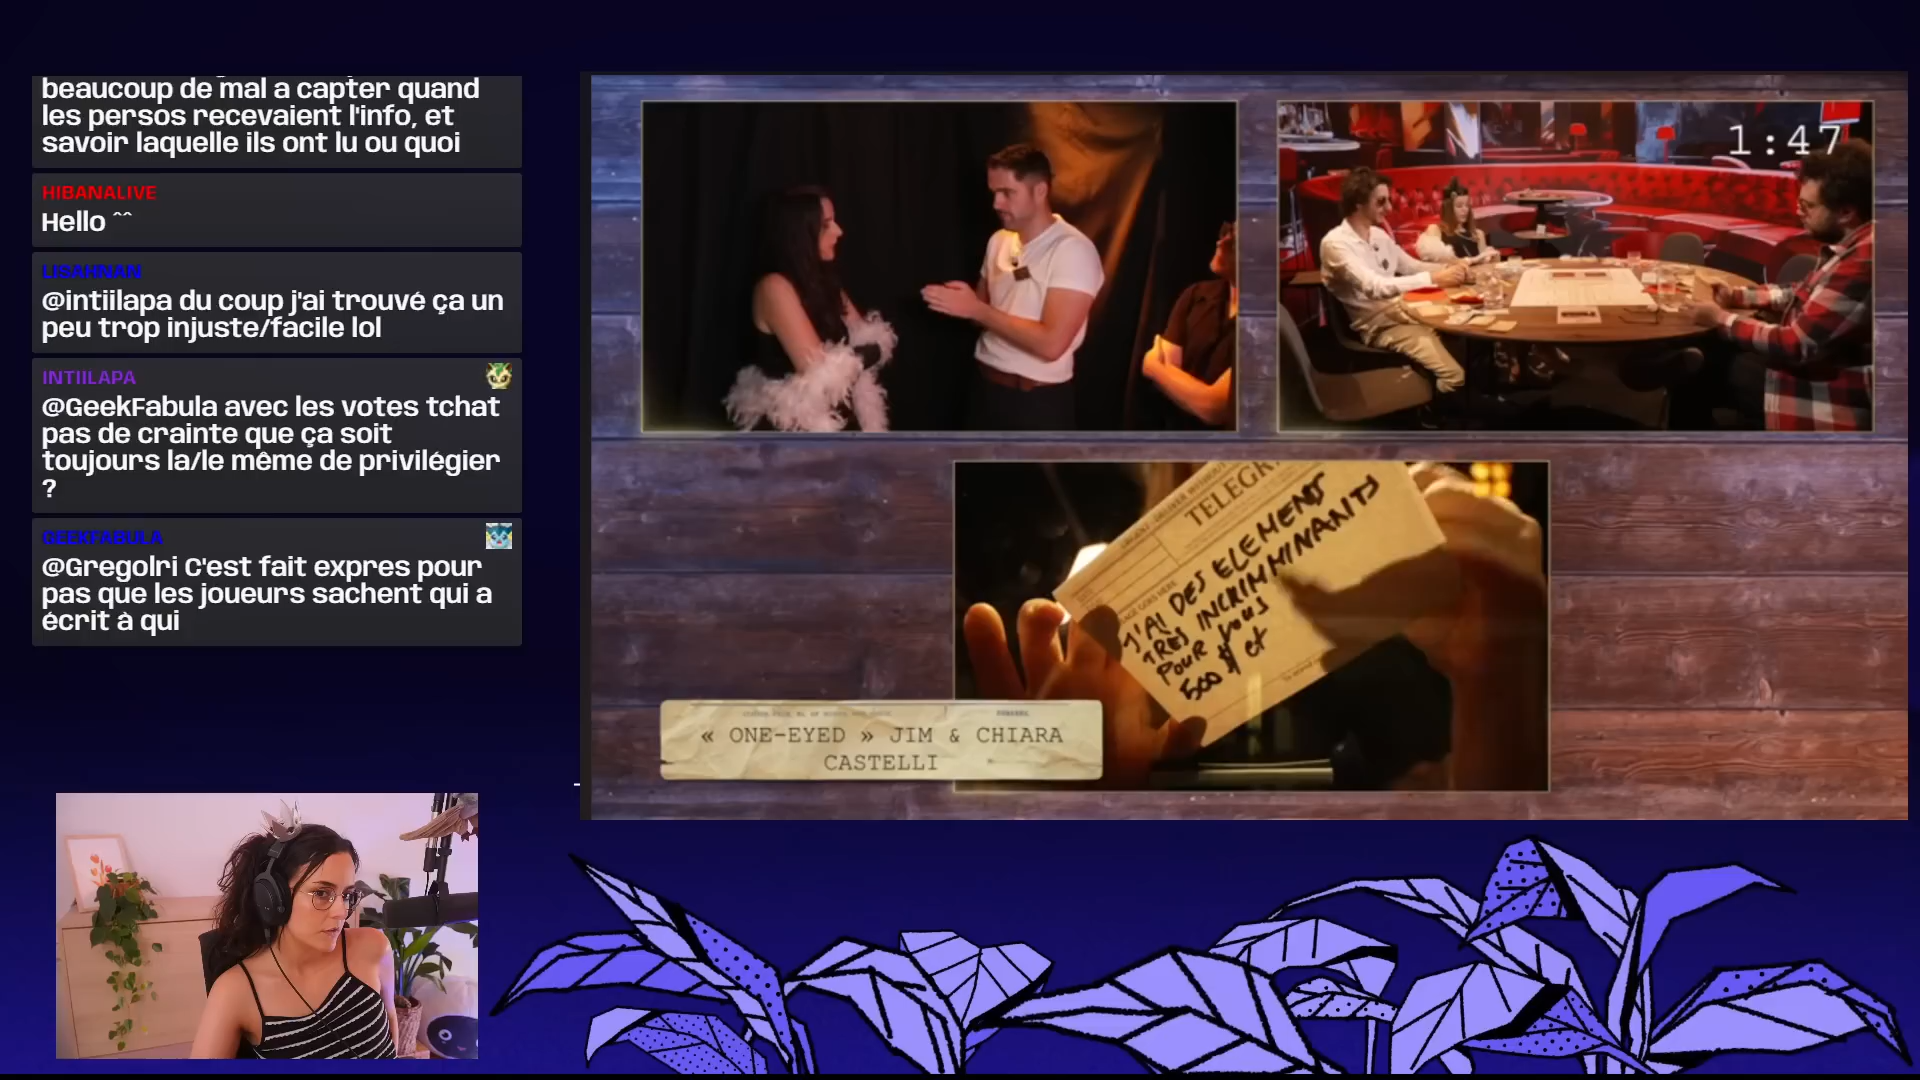 beaucoup de mal a capter quand
les persos recevaient l'info, et
savoir laquelle ils ont lu ou quoi
HIBANALIVE
Hello ^^
LISAHNAN
@intiilapa du coup j'ai trouvé ça un
peu trop injuste/facile lol
INTIILAPA
@GeekFabula avec les votes tchat
pas de crainte que ça soit
toujours la/le même de privilégier
?
GEEKFABULA
@Gregolri C'est fait expres pour
pas que les joueurs sachent qui a
écrit à qui
1:47
TELEGR
J'AI DES ELEMENTS
TRES INCRIMMINANTS
POUR VOUS
500 $ et
« ONE-EYED » JIM & CHIARA
CASTELLI